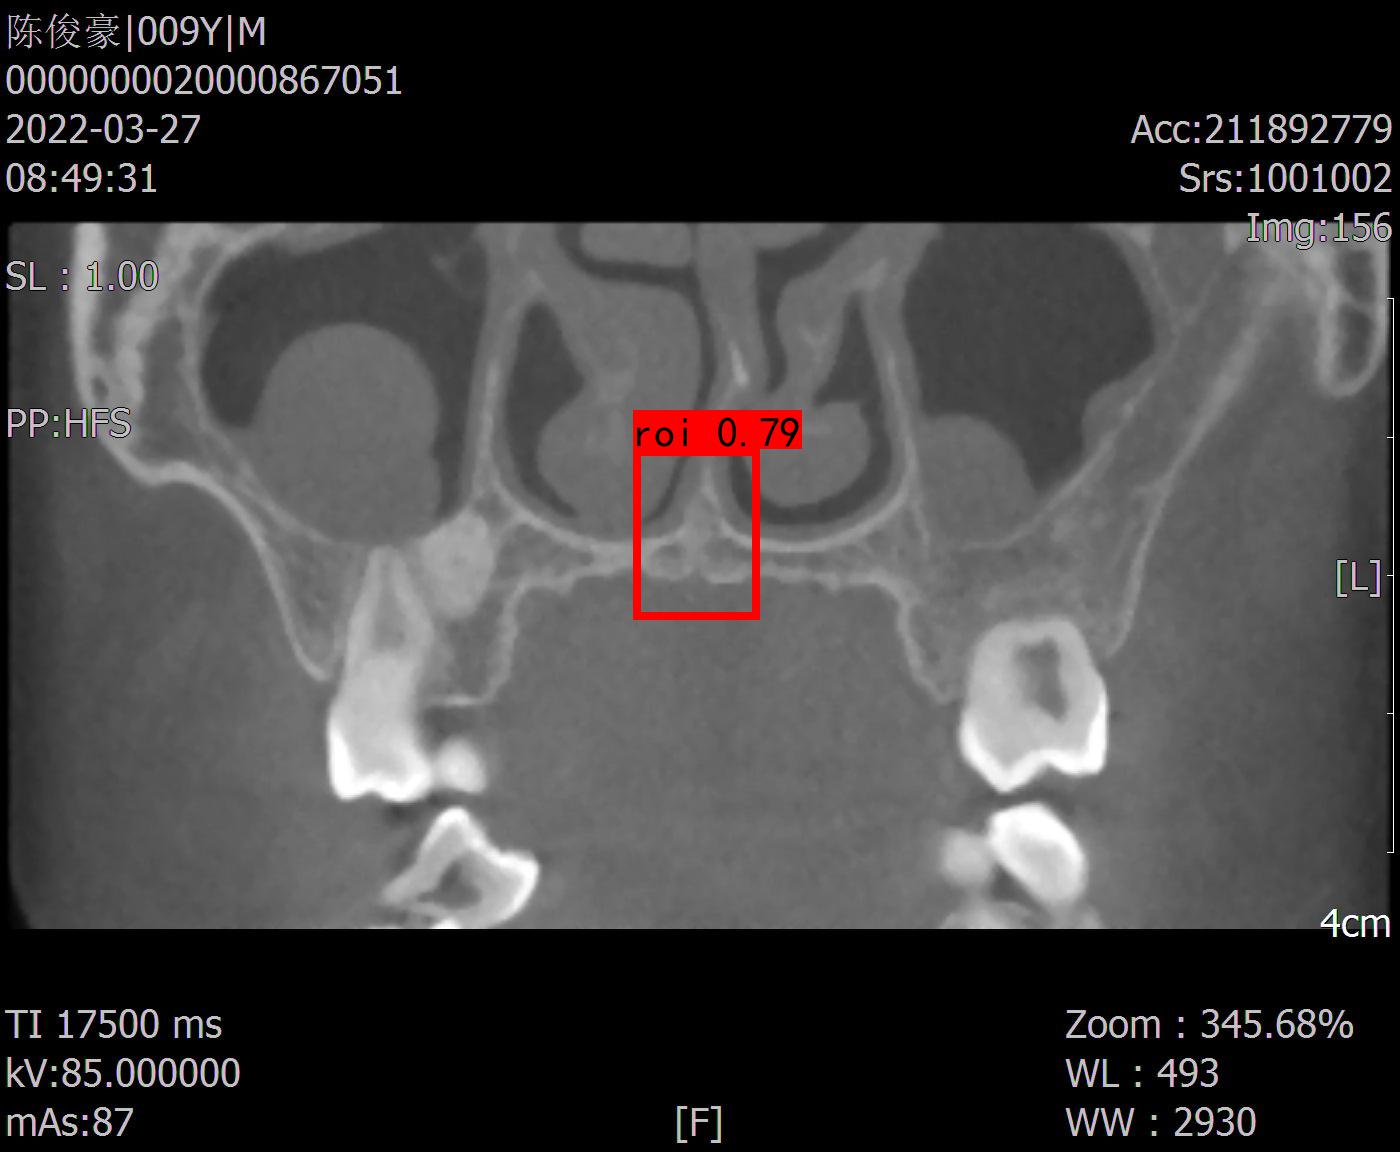 陈俊豪|009Y|M
0000000020000867051
2022-03-27
08:49:31
Acc:211892779
Srs:1001002
Img:156
SL : 1.00
PP:HFS
roi 0.79
[L]
4cm
TI 17500 ms
kV:85.000000
mAs:87
[F]
Zoom : 345.68%
WL : 493
WW : 2930